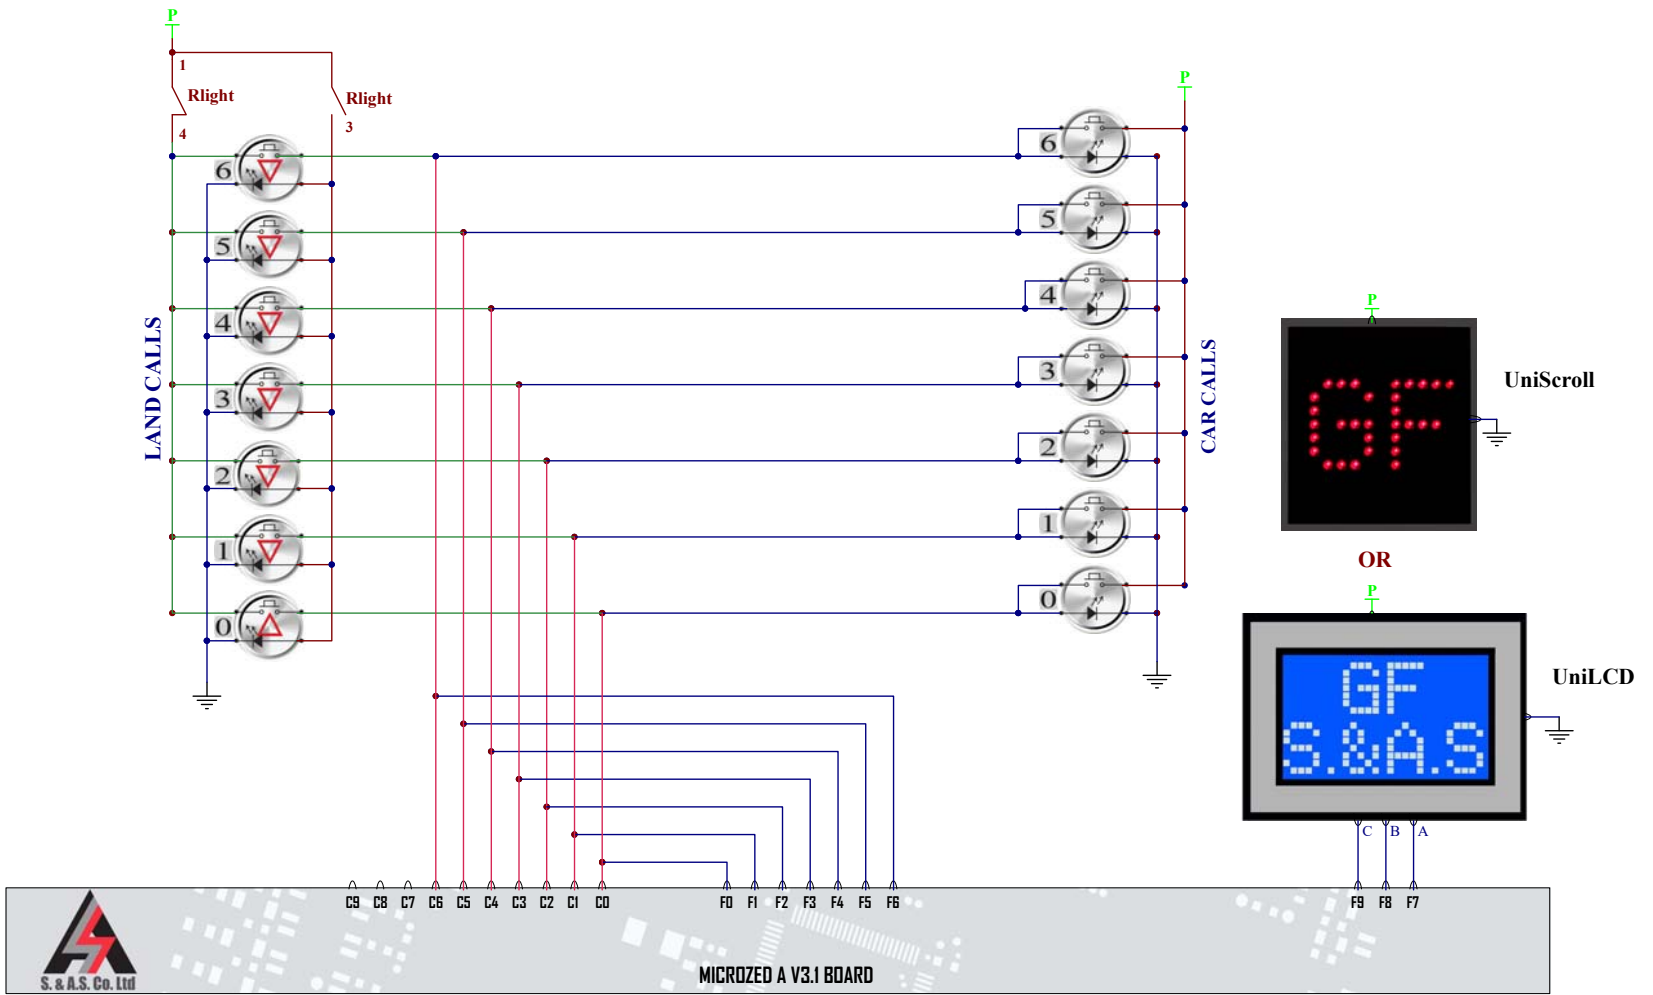 P
1
Rlight
4
Rlight
3
P
LAND CALLS
6
5
4
3
2
1
0
6
5
4
3
2
1
0
CAR CALLS
P
GF
UniScroll
OR
P
GF
S.&A.S
UniLCD
C B A
C9 C8 C7 C6 C5 C4 C3 C2 C1 C0 F0 F1 F2 F3 F4 F5 F6 F9 F8 F7
S. & A.S. Co. Ltd
MICROZED A V3.1 BOARD